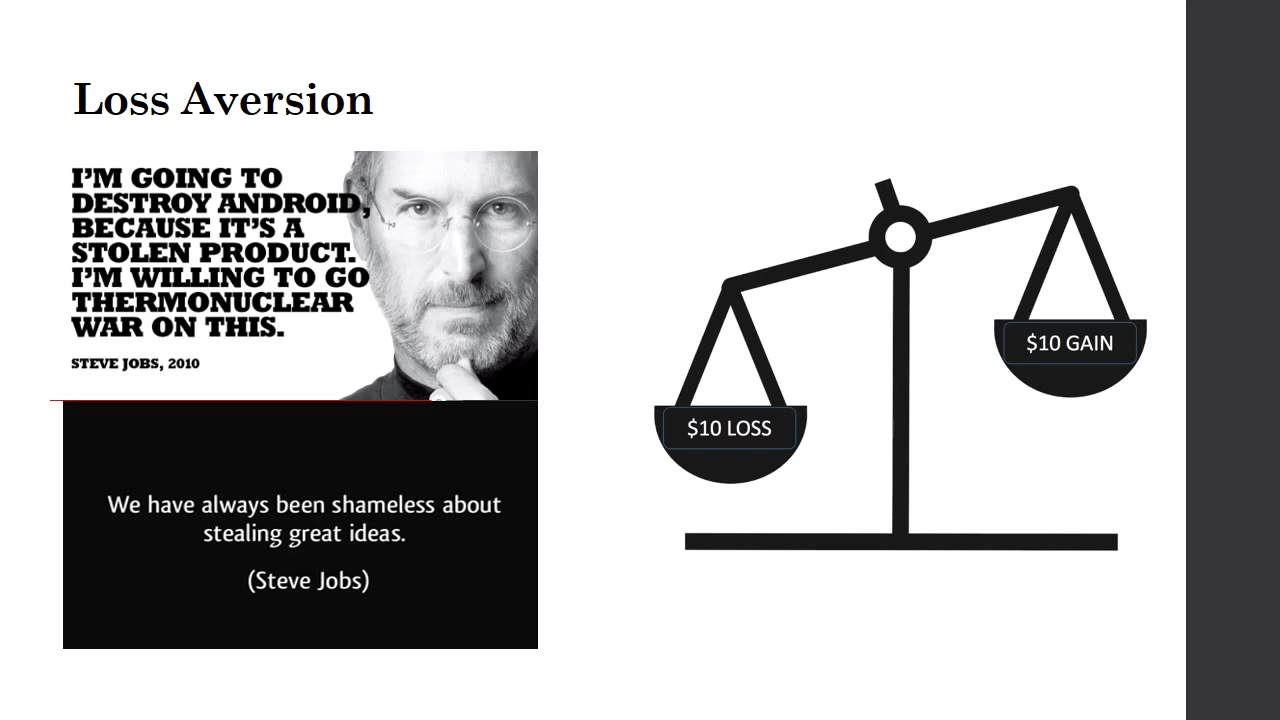 Loss Aversion
I'M GOING TO
DESTROY ANDROID,
BECAUSE IT'S A
STOLEN PRODUCT.
I'M WILLING TO GO
THERMONUCLEAR
WAR ON THIS.
STEVE JOBS, 2010
We have always been shameless about
stealing great ideas.
(Steve Jobs)
$10 LOSS
$10 GAIN